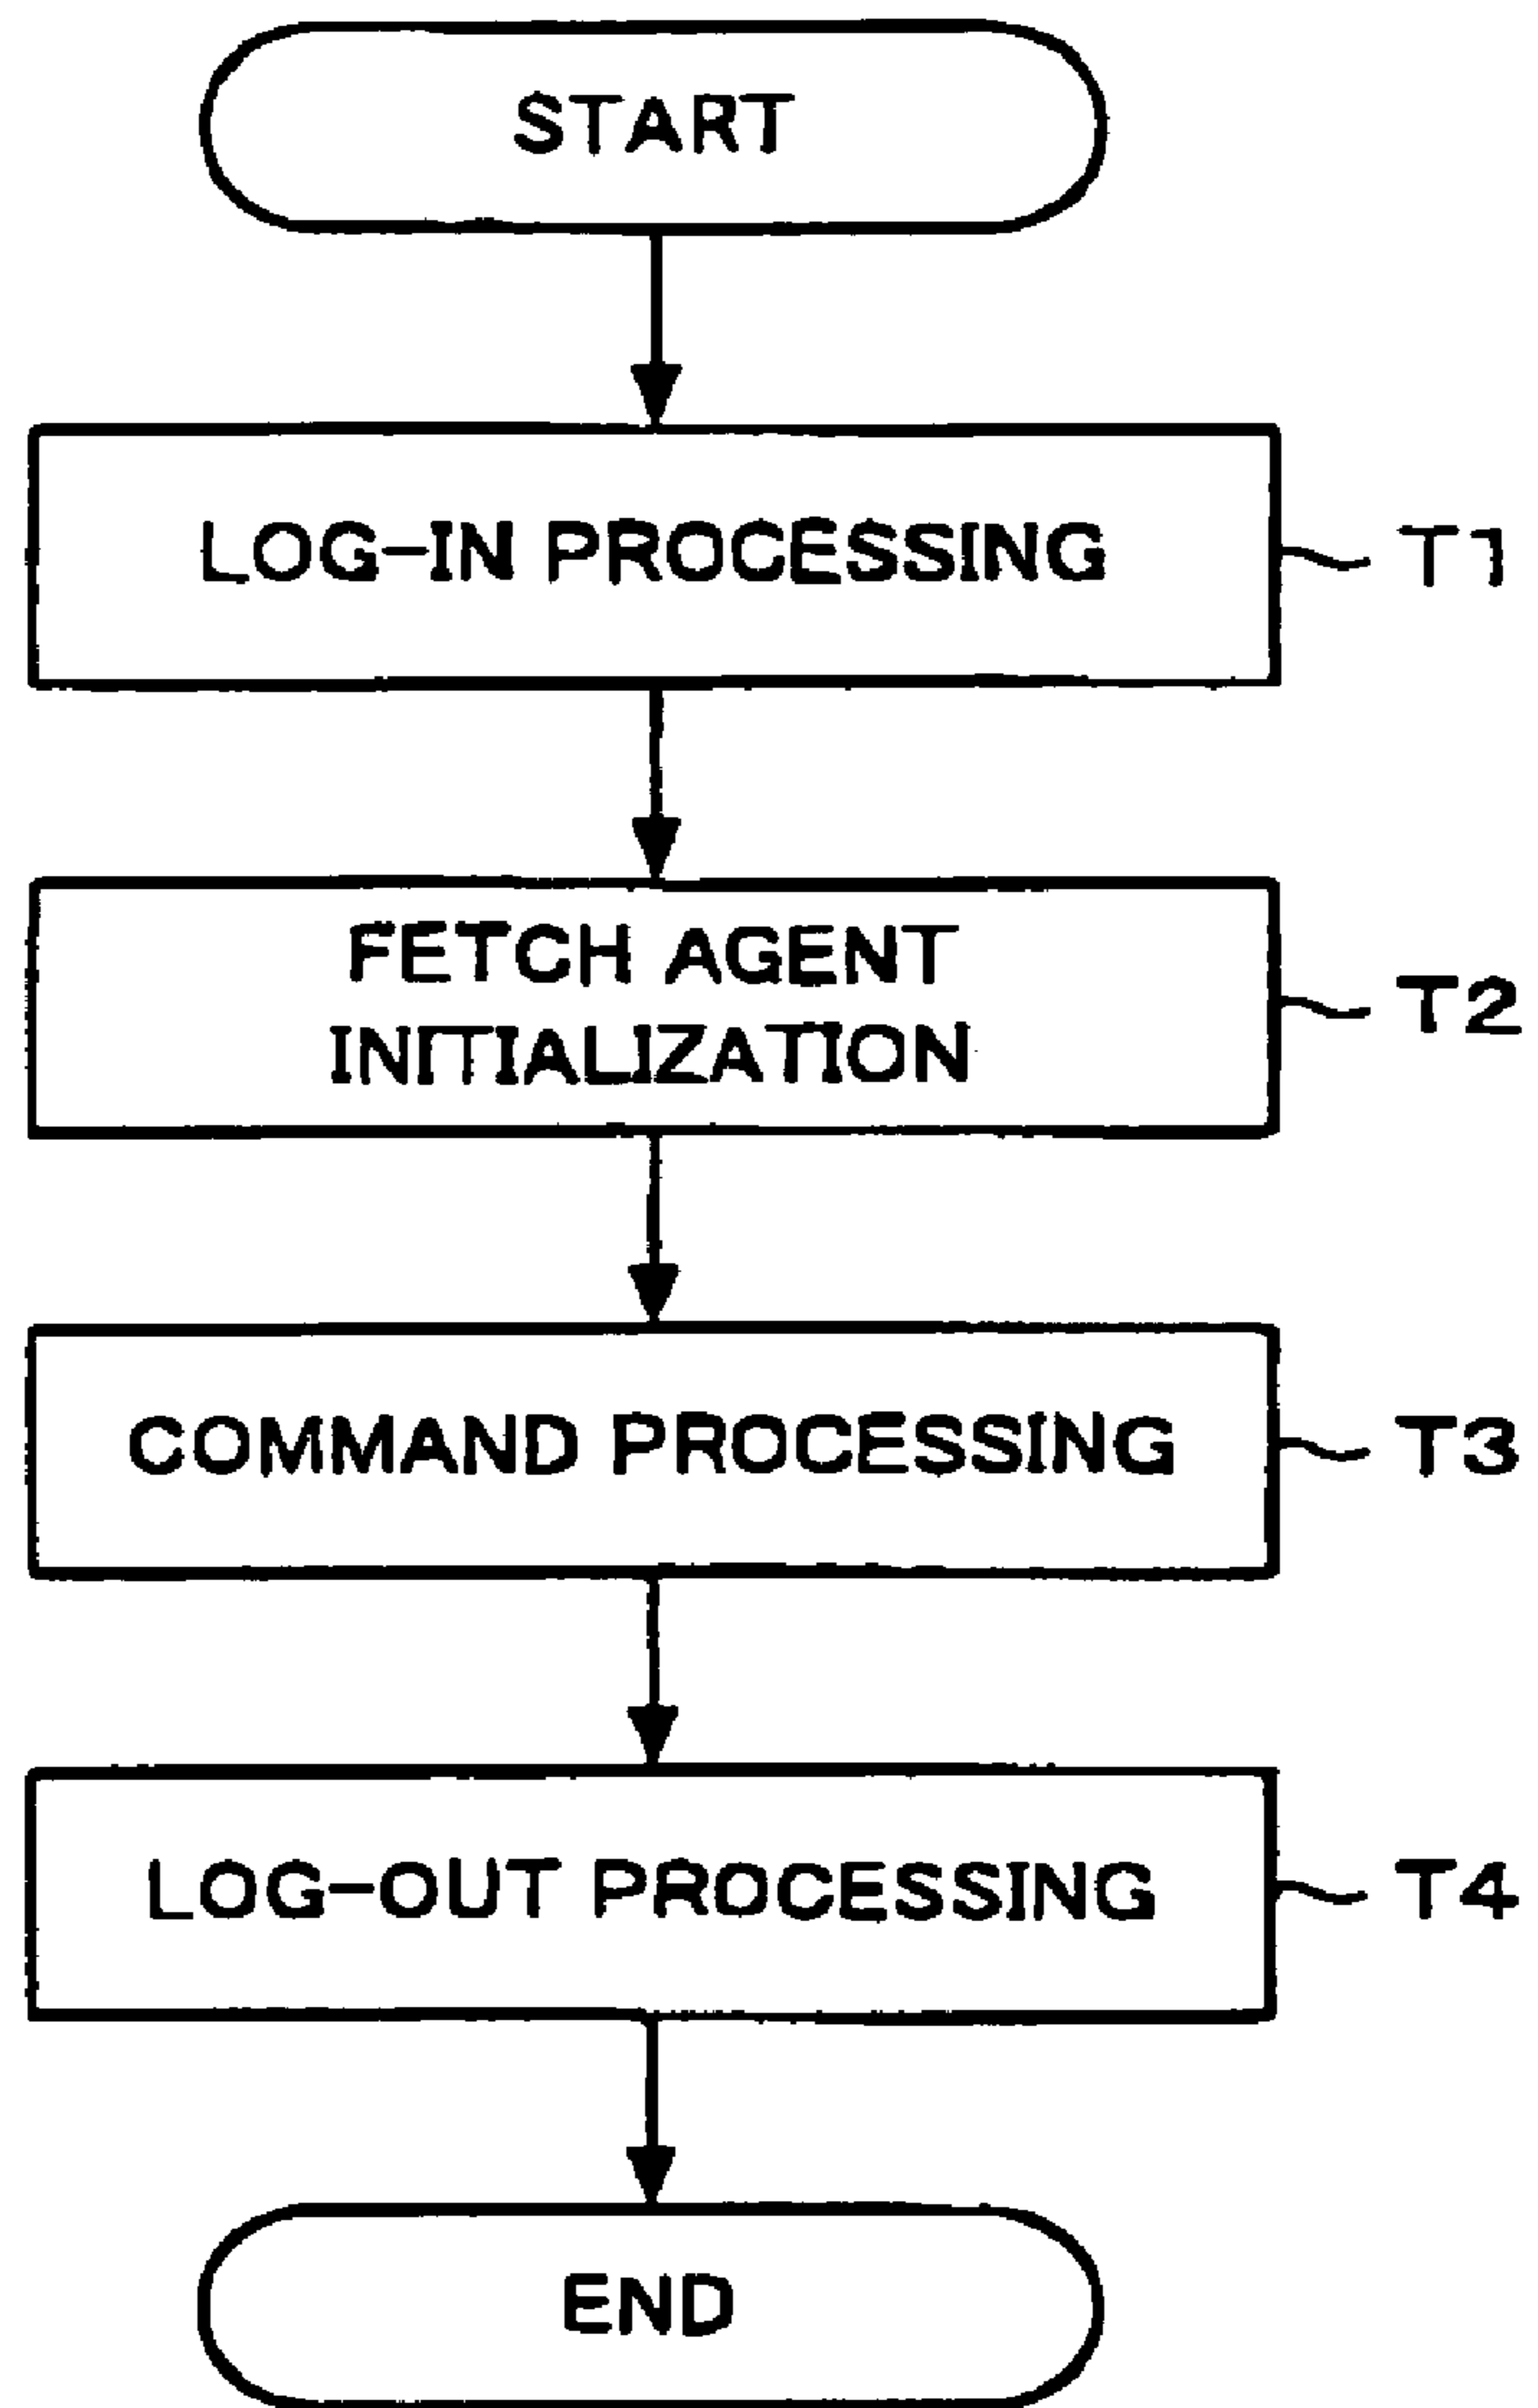 START
LOG-IN PROCESSING
T1
FETCH AGENT
INITIALIZATION
T2
COMMAND PROCESSING
T3
LOG-OUT PROCESSING
T4
END